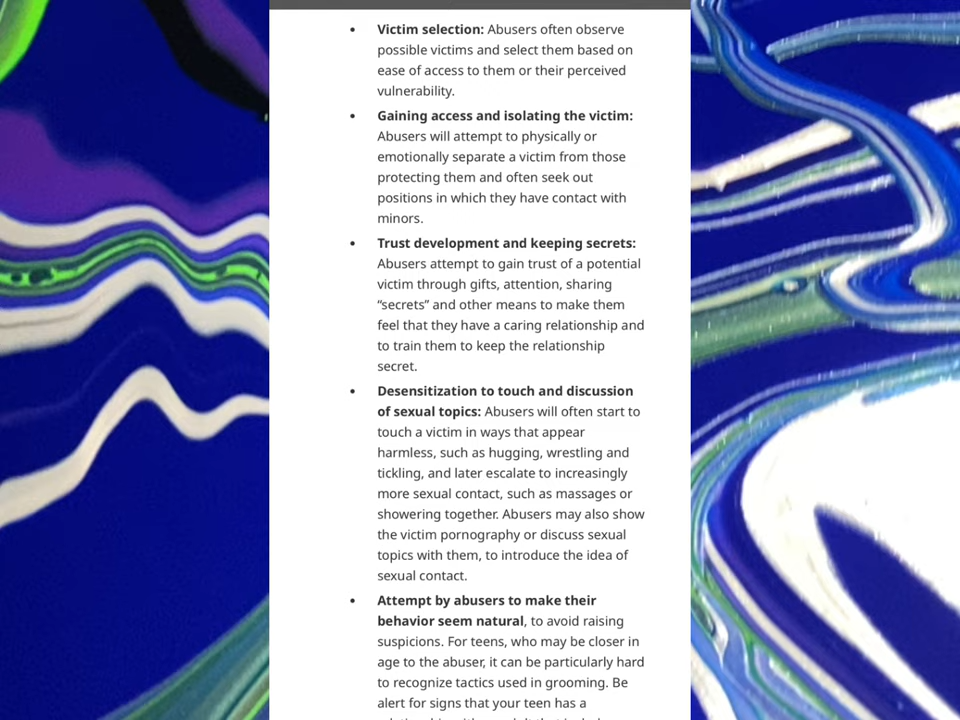 • Victim selection: Abusers often observe
possible victims and select them based on
ease of access to them or their perceived
vulnerability.
• Gaining access and isolating the victim:
Abusers will attempt to physically or
emotionally separate a victim from those
protecting them and often seek out
positions in which they have contact with
minors.
• Trust development and keeping secrets:
Abusers attempt to gain trust of a potential
victim through gifts, attention, sharing
“secrets” and other means to make them
feel that they have a caring relationship and
to train them to keep the relationship
secret.
• Desensitization to touch and discussion
of sexual topics: Abusers will often start to
touch a victim in ways that appear
harmless, such as hugging, wrestling and
tickling, and later escalate to increasingly
more sexual contact, such as massages or
showering together. Abusers may also show
the victim pornography or discuss sexual
topics with them, to introduce the idea of
sexual contact.
• Attempt by abusers to make their
behavior seem natural, to avoid raising
suspicions. For teens, who may be closer in
age to the abuser, it can be particularly hard
to recognize tactics used in grooming. Be
alert for signs that your teen has a